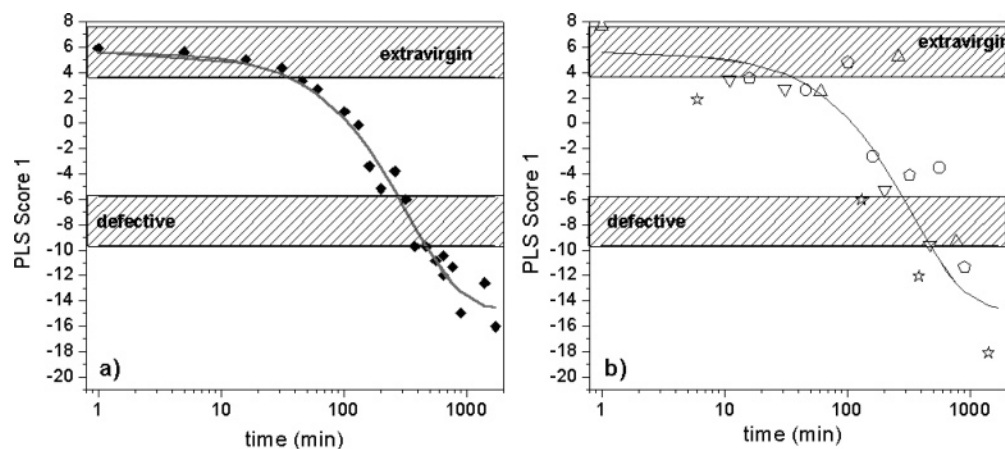 8
6
4
2
0
-2
-4
-6
-8
-10
-12
-14
-16
-18
-20
PLS Score 1
extravirgin
defective
a)
1 10 100 1000
time (min)
8
6
4
2
0
-2
-4
-6
-8
-10
-12
-14
-16
-18
-20
PLS Score 1
extravirgin
defective
b)
1 10 100 1000
time (min)